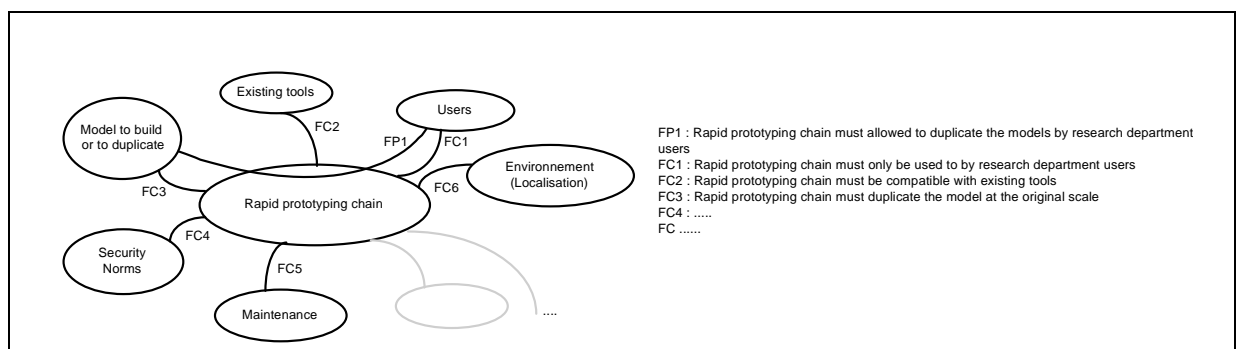 Existing tools
Users
Model to build
or to duplicate
FC2
FP1
FC1
Environnement
(Localisation)
FC3
FC6
Rapid prototyping chain
FC4
Security
Norms
FC5
Maintenance
....
FP1 : Rapid prototyping chain must allowed to duplicate the models by research department
users
FC1 : Rapid prototyping chain must only be used to by research department users
FC2 : Rapid prototyping chain must be compatible with existing tools
FC3 : Rapid prototyping chain must duplicate the model at the original scale
FC4 : .....
FC ......